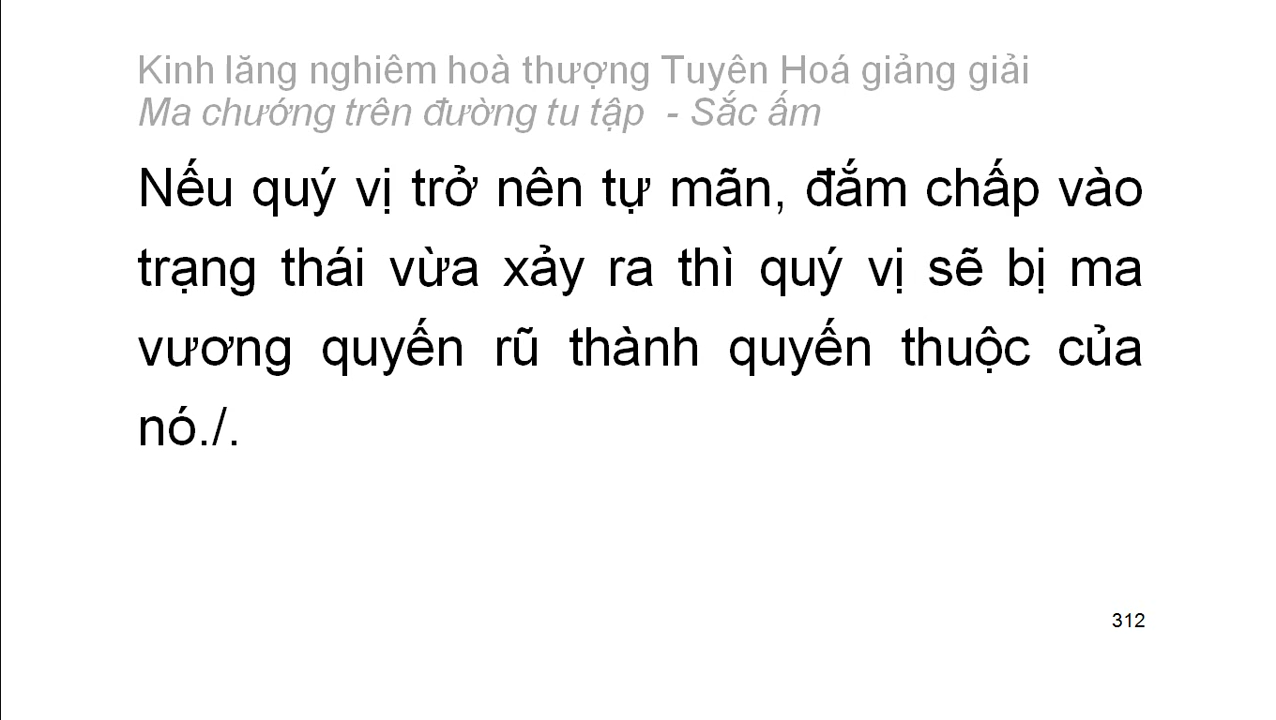 Kinh lăng nghiêm hoà thượng Tuyên Hoá giảng giải
Ma chướng trên đường tu tập - Sắc ấm
Nếu quý vị trở nên tự mãn, đắm chấp vào
trạng thái vừa xảy ra thì quý vị sẽ bị ma
vương quyến rũ thành quyến thuộc của
nó./.
312